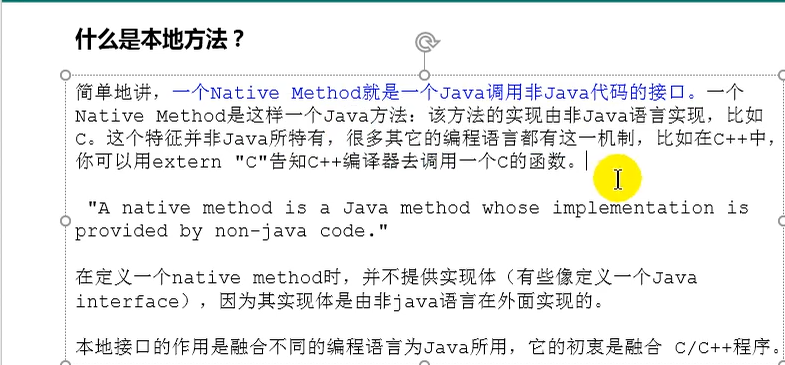 什么是本地方法？
简单地讲，一个Native Method就是一个Java调用非Java代码的接口。一个
Native Method是这样一个Java方法：该方法的实现由非Java语言实现，比如
C。这个特征并非Java所特有，很多其它的编程语言都有这一机制，比如在C++中，
你可以用extern "C"告知C++编译器去调用一个C的函数。
"A native method is a Java method whose implementation is
provided by non-java code."
在定义一个native method时，并不提供实现体（有些像定义一个Java
interface），因为其实现体是由非java语言在外面实现的。
本地接口的作用是融合不同的编程语言为Java所用，它的初衷是融合 C/C++程序。